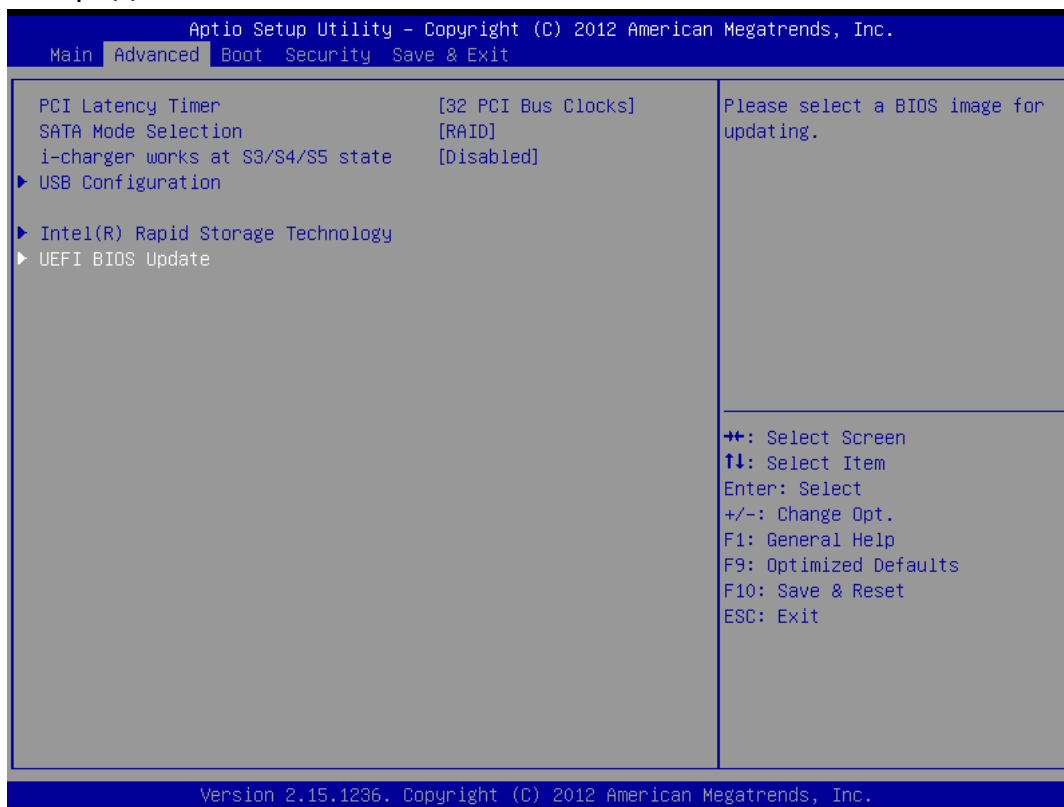 Aptio Setup Utility – Copyright (C) 2012 American Megatrends, Inc.
Main Advanced Boot Security Save & Exit
PCI Latency Timer [32 PCI Bus Clocks]
SATA Mode Selection [RAID]
i-charger works at S3/S4/S5 state [Disabled]
▶ USB Configuration
▶ Intel(R) Rapid Storage Technology
▶ UEFI BIOS Update
Please select a BIOS image for
updating.
→←: Select Screen
↑↓: Select Item
Enter: Select
+/-: Change Opt.
F1: General Help
F9: Optimized Defaults
F10: Save & Reset
ESC: Exit
Version 2.15.1236. Copyright (C) 2012 American Megatrends, Inc.